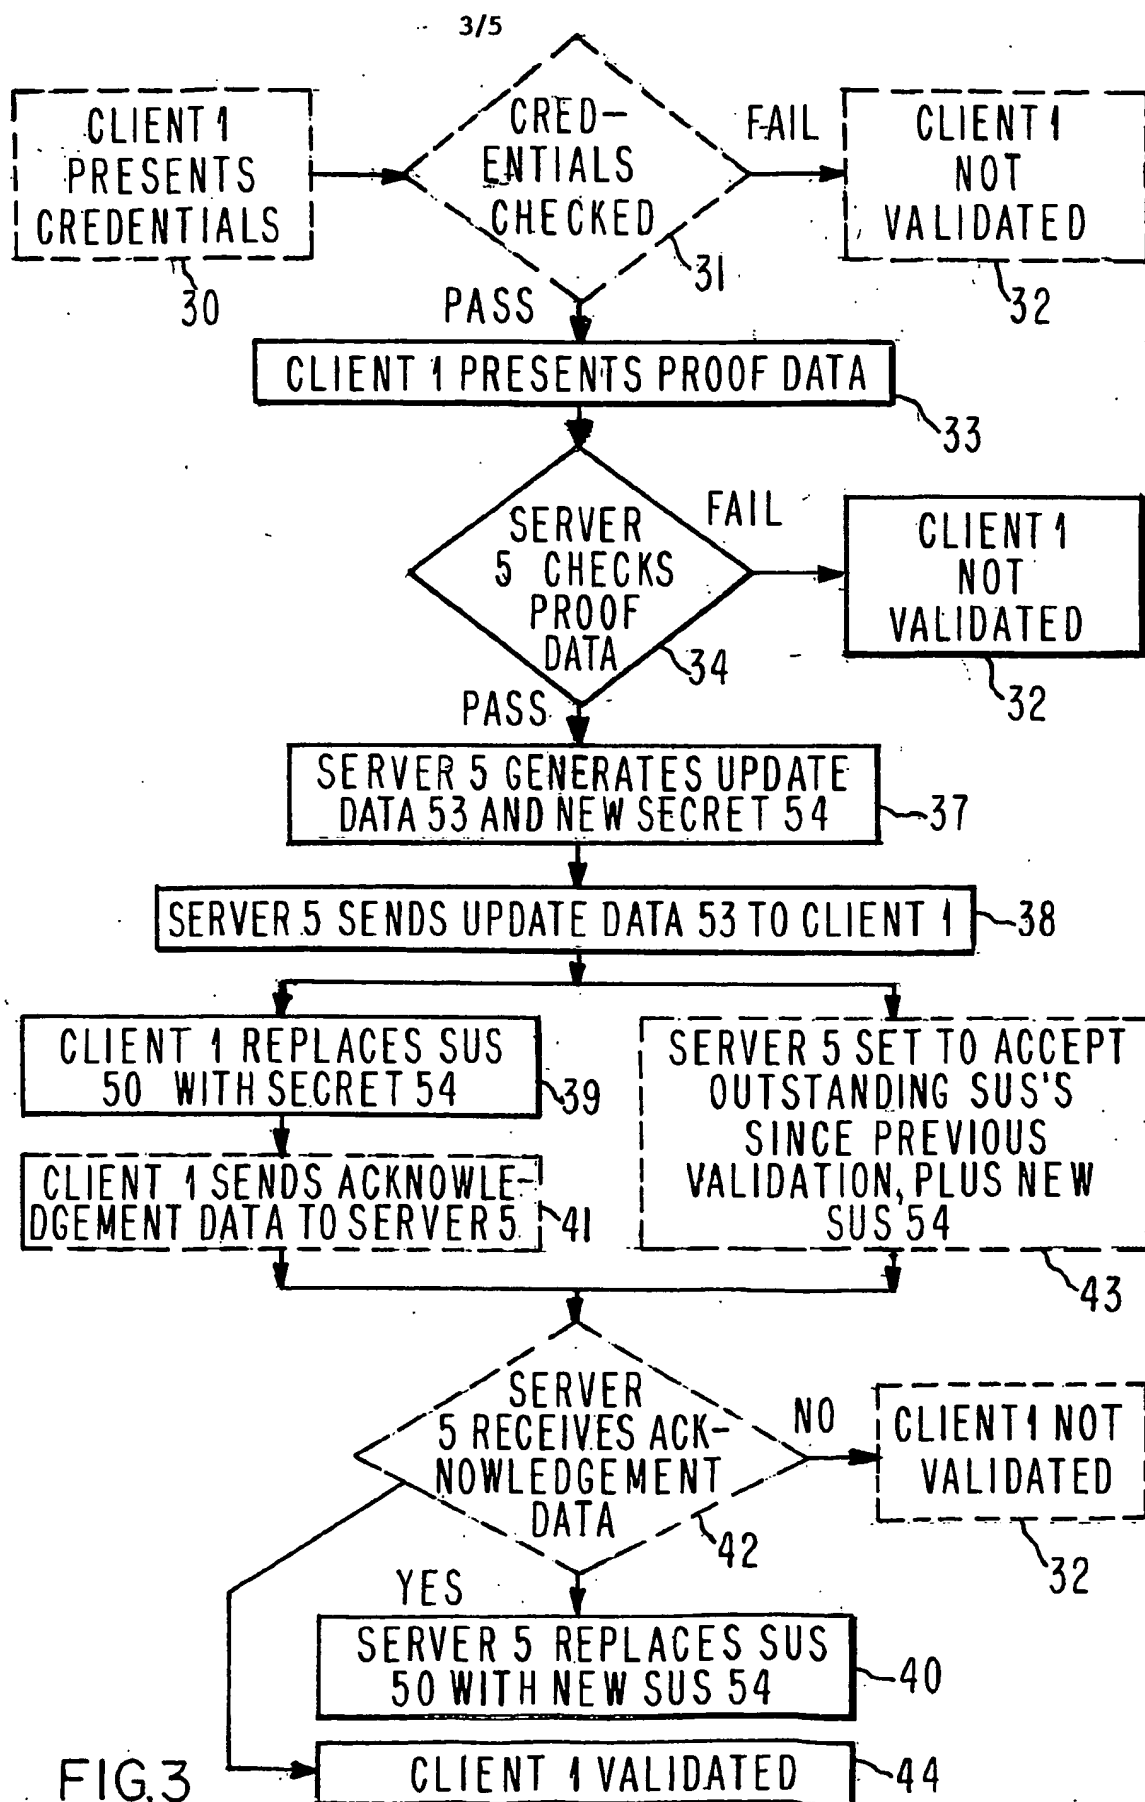 3/5
CLIENT 1
PRESENTS
CREDENTIALS
30
CRED-
ENTIALS
CHECKED
31
FAIL
CLIENT 1
NOT
VALIDATED
32
PASS
CLIENT 1 PRESENTS PROOF DATA
33
SERVER
5 CHECKS
PROOF
DATA
34
FAIL
CLIENT 1
NOT
VALIDATED
32
PASS
SERVER 5 GENERATES UPDATE
DATA 53 AND NEW SECRET 54
37
SERVER 5 SENDS UPDATE DATA 53 TO CLIENT 1
38
CLIENT 1 REPLACES SUS
50 WITH SECRET 54
39
CLIENT 1 SENDS ACKNOWLE-
DGEMENT DATA TO SERVER 5
41
SERVER 5 SET TO ACCEPT
OUTSTANDING SUS'S
SINCE PREVIOUS
VALIDATION, PLUS NEW
SUS 54
43
SERVER
5 RECEIVES ACK-
NOWLEDGEMENT
DATA
42
NO
CLIENT 1 NOT
VALIDATED
32
YES
SERVER 5 REPLACES SUS
50 WITH NEW SUS 54
40
CLIENT 1 VALIDATED
44
FIG.3